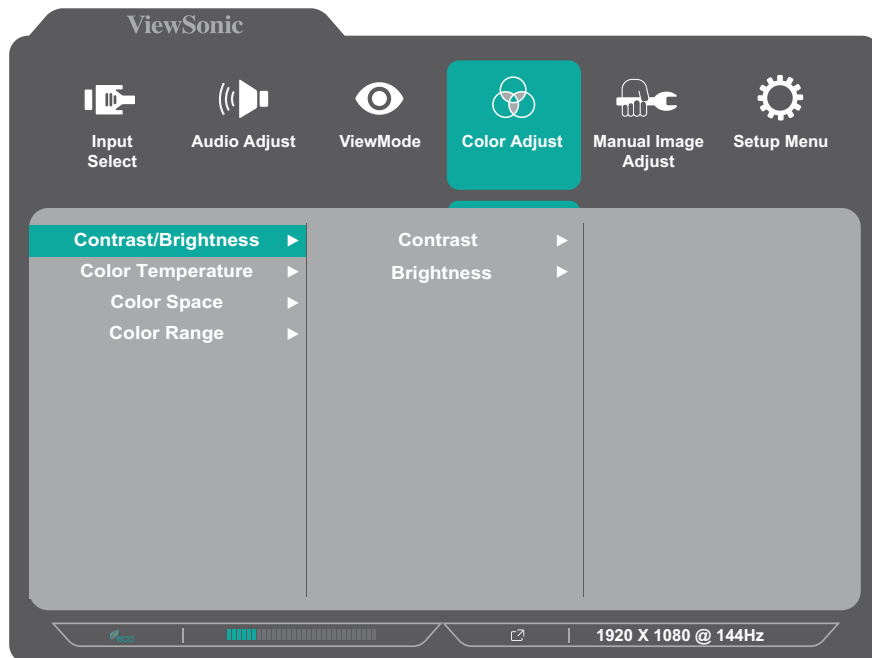 ViewSonic
Input
Select
Audio Adjust
ViewMode
Color Adjust
Manual Image
Adjust
Setup Menu
Contrast/Brightness
Color Temperature
Color Space
Color Range
Contrast
Brightness
eco
1920 X 1080 @ 144Hz